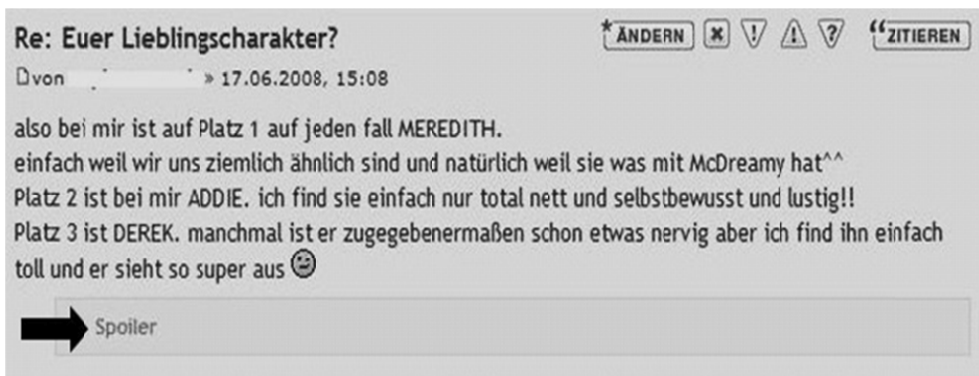 Re: Euer Lieblingscharakter?
*ÄNDERN
“ZITIEREN
von » 17.06.2008, 15:08
also bei mir ist auf Platz 1 auf jeden fall MEREDITH.
einfach weil wir uns ziemlich ähnlich sind und natürlich weil sie was mit McDreamy hat^^
Platz 2 ist bei mir ADDIE. ich find sie einfach nur total nett und selbstbewusst und lustig!!
Platz 3 ist DEREK. manchmal ist er zugegebenermaßen schon etwas nervig aber ich find ihn einfach
toll und er sieht so super aus
Spoiler